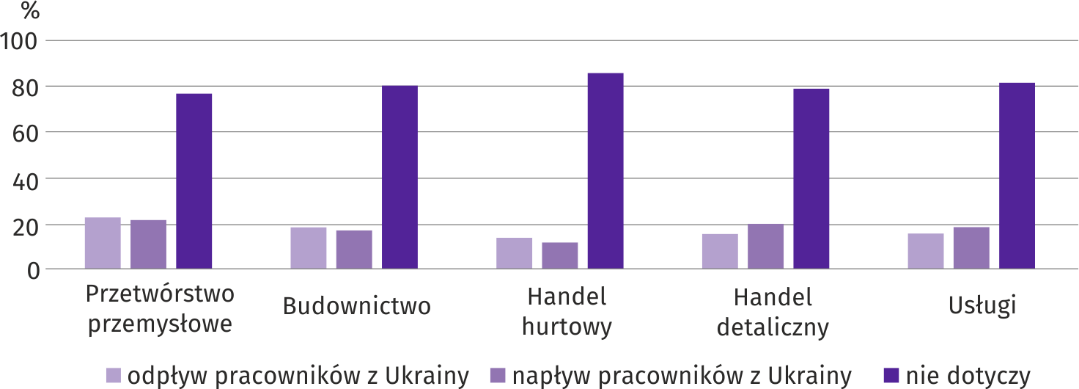 %
100
80
60
40
20
0
Przetwórstwo
przemysłowe
Budownictwo
Handel
hurtowy
Handel
detaliczny
Usługi
odpływ pracowników z Ukrainy
napływ pracowników z Ukrainy
nie dotyczy